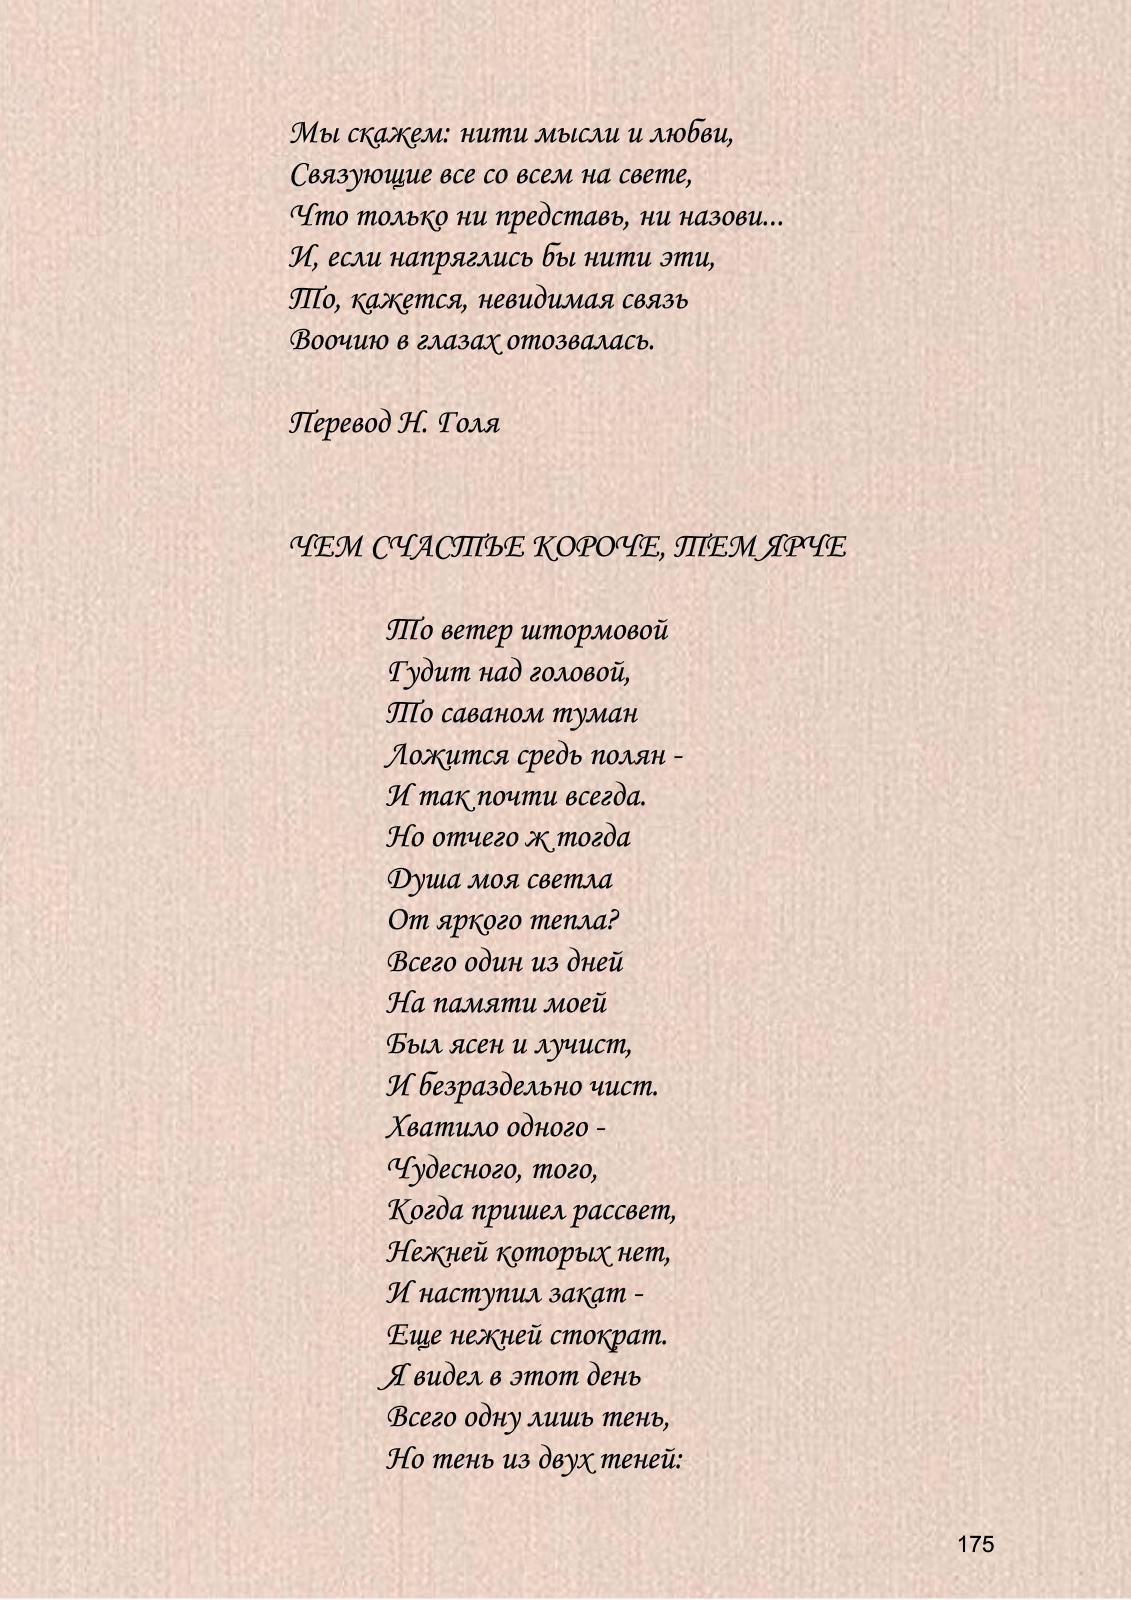 Мы скажем: нити мысли и любви,
Связующие все со всем на свете,
Что только ни представь, ни назови...
И, если напряглись бы нити эти,
То, кажется, невидимая связь
Воочию в глазах отозвалась.
Перевод Н. Голя
ЧЕМ СЧАСТЬЕ КОРОЧЕ, ТЕМ ЯРЧЕ
То ветер штормовой
Гудит над головой,
То саваном туман
Ложится средь полян -
И так почти всегда.
Но отчего ж тогда
Душа моя светла
От яркого тепла?
Всего один из дней
На памяти моей
Был ясен и лучист,
И безраздельно чист.
Хватило одного -
Чудесного, того,
Когда пришел рассвет,
Нежней которых нет,
И наступил закат -
Еще нежней стократ.
Я видел в этот день
Всего одну лишь тень,
Но тень из двух теней:
175